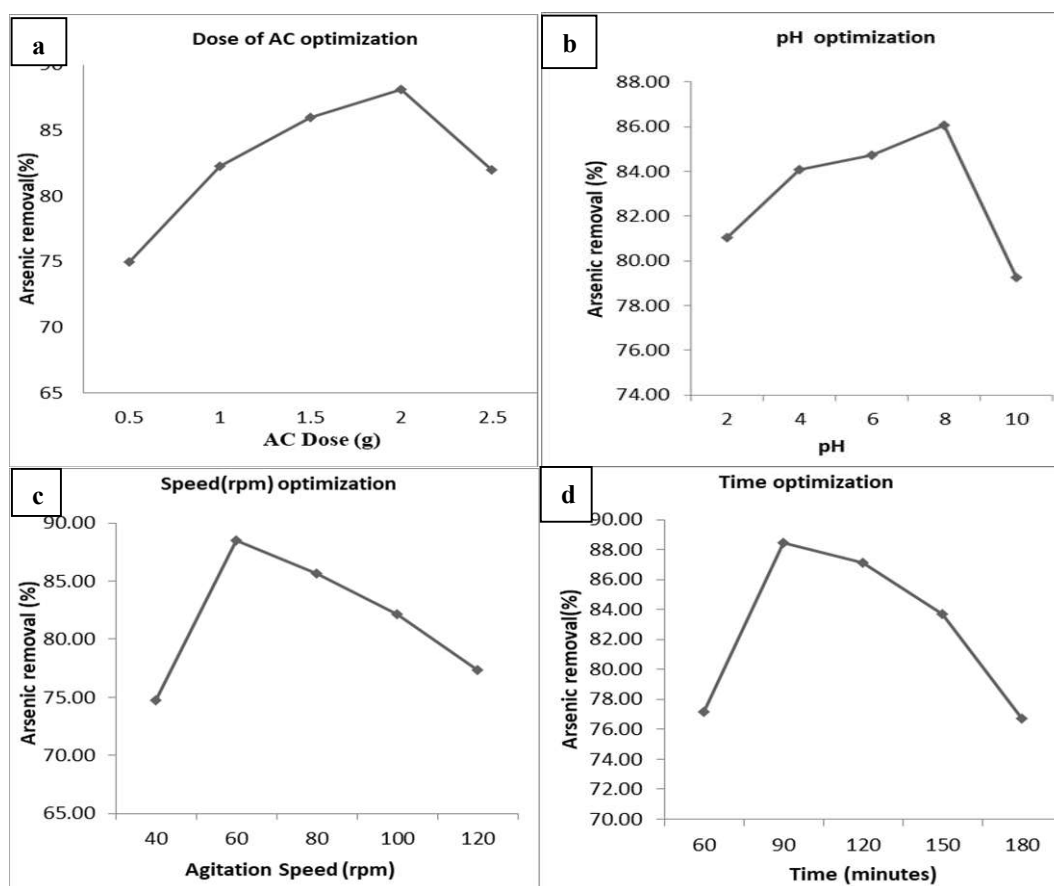 a
Dose of AC optimization
90
85
80
75
70
65
Arsenic removal(%)
0.5 1 1.5 2 2.5
AC Dose (g)
b
pH optimization
88.00
86.00
84.00
82.00
80.00
78.00
76.00
74.00
Arsenic removal (%)
2 4 6 8 10
pH
c
Speed(rpm) optimization
90.00
85.00
80.00
75.00
70.00
65.00
Arsenic removal (%)
40 60 80 100 120
Agitation Speed (rpm)
d
Time optimization
90.00
88.00
86.00
84.00
82.00
80.00
78.00
76.00
74.00
72.00
70.00
Arsenic removal(%)
60 90 120 150 180
Time (minutes)